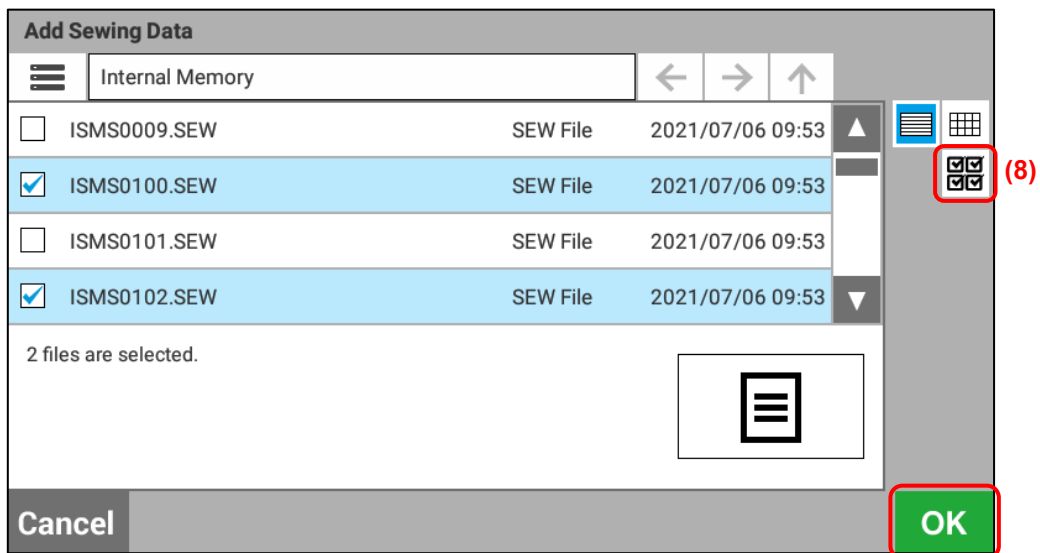 Add Sewing Data
Internal Memory
ISMS0009.SEW SEW File 2021/07/06 09:53
ISMS0100.SEW SEW File 2021/07/06 09:53
(8)
ISMS0101.SEW SEW File 2021/07/06 09:53
ISMS0102.SEW SEW File 2021/07/06 09:53
2 files are selected.
Cancel OK